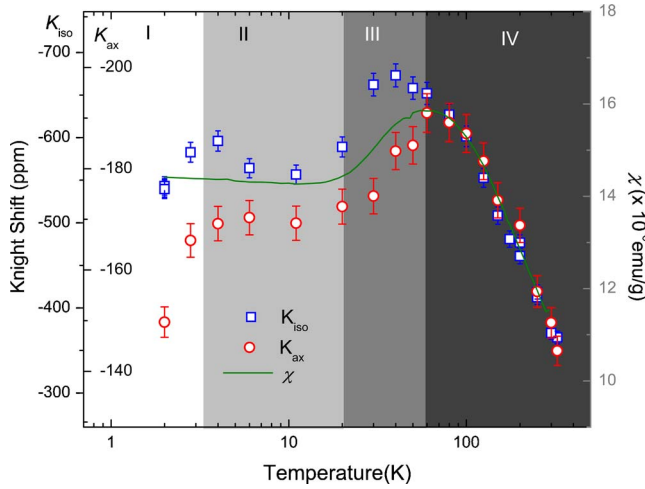 K_iso K_ax I II III IV
-700
-600
-500
-400
-300
-200
-180
-160
-140
18
16
14
12
10
Knight Shift (ppm)
χ (x 10^-6 emu/g)
K_iso
K_ax
χ
1 10 100
Temperature(K)